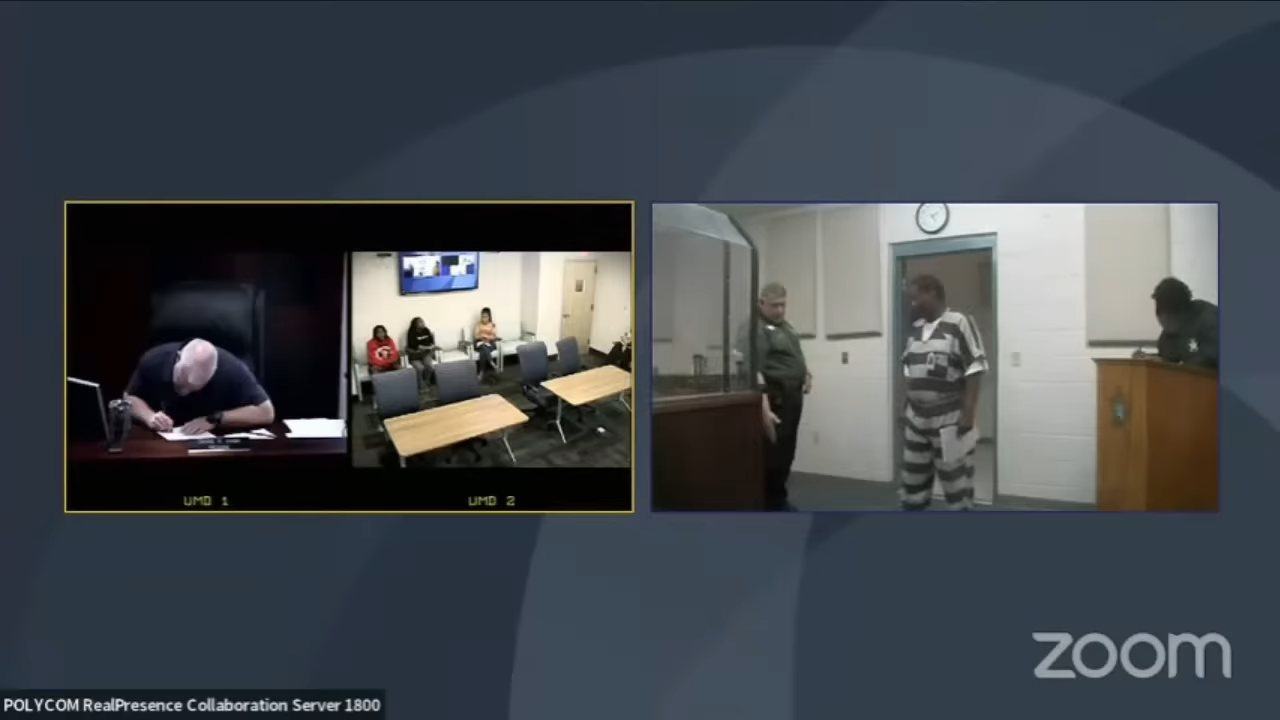 UMD 1
UMD 2
zoom
POLYCOM RealPresence Collaboration Server 1800